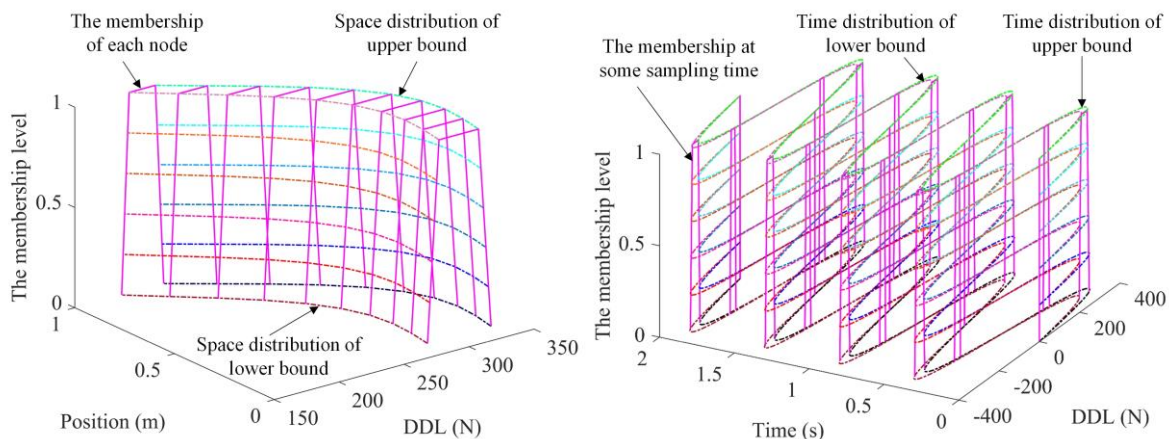 The membership
of each node
Space distribution of
upper bound
The membership level
1
0.5
0
Space distribution of
lower bound
1
0.5
0
Position (m)
150
200
250
300
350
DDL (N)
The membership at
some sampling time
Time distribution of
lower bound
Time distribution of
upper bound
The membership level
1
0.5
0
2
1.5
1
0.5
0
Time (s)
-400
-200
0
200
400
DDL (N)